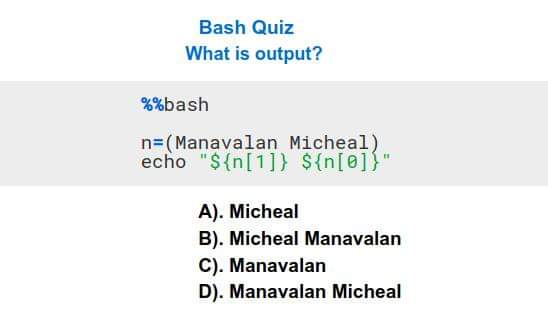 Bash Quiz
What is output?
%%bash
n=(Manavalan Micheal)
echo "${n[1]} ${n[0]}"
A). Micheal
B). Micheal Manavalan
C). Manavalan
D). Manavalan Micheal